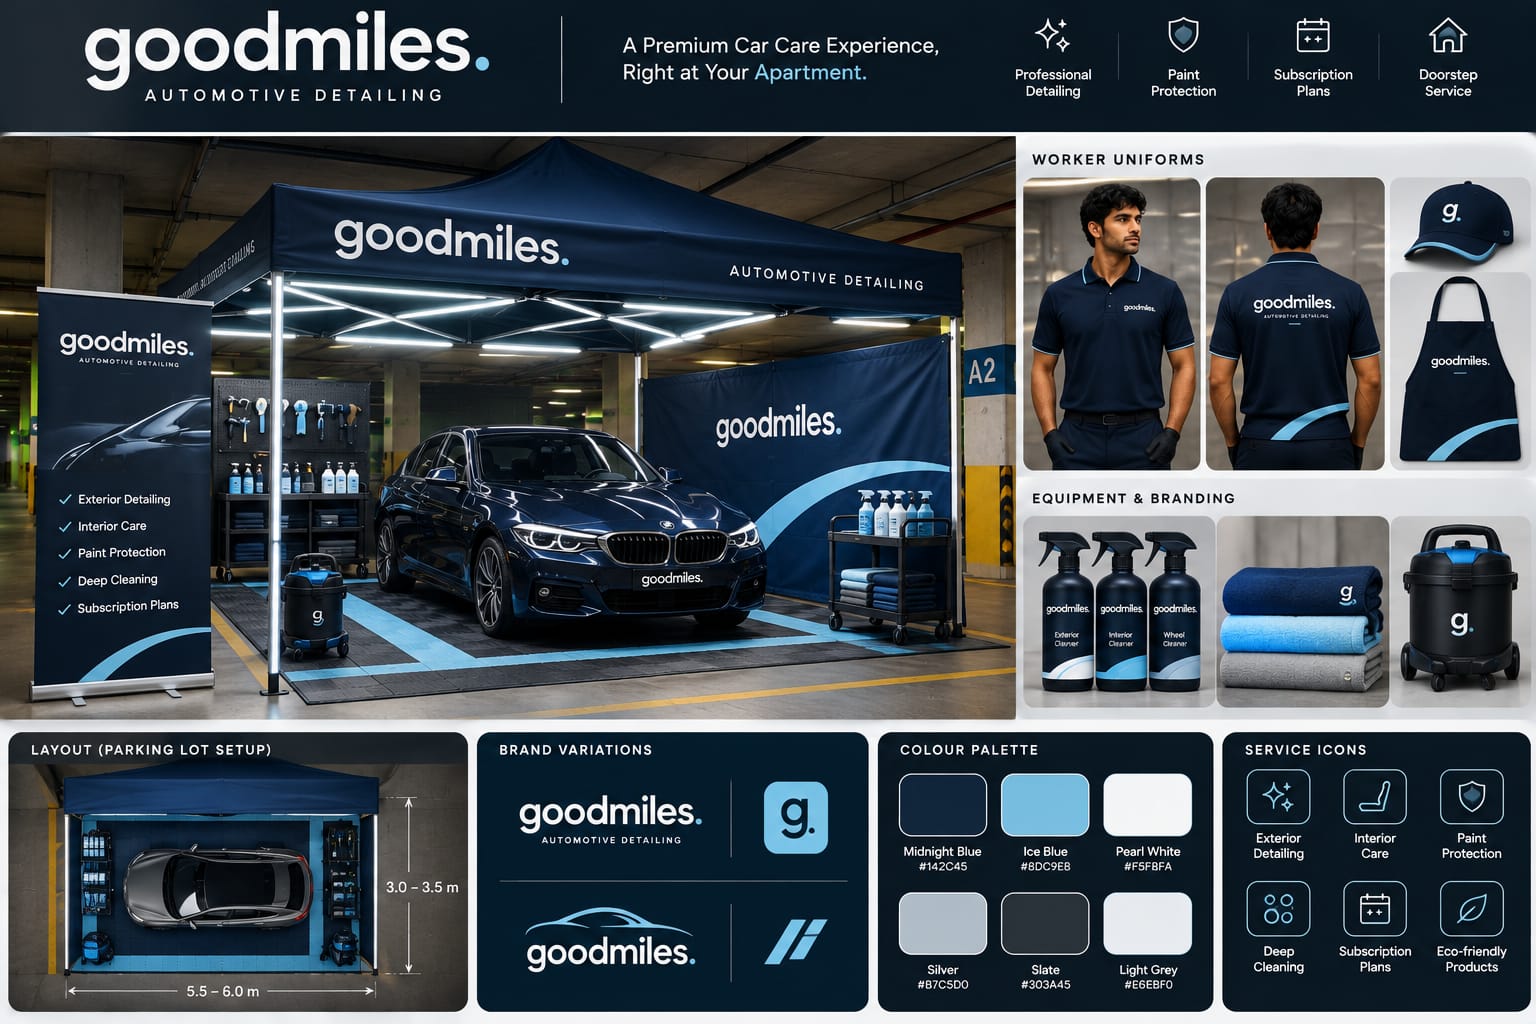 goodmiles.
AUTOMOTIVE DETAILING
A Premium Car Care Experience,
Right at Your Apartment.
Professional
Detailing
Paint
Protection
Subscription
Plans
Doorstep
Service
goodmiles.
AUTOMOTIVE DETAILING
AUTOMOTIVE DETAILING
goodmiles.
AUTOMOTIVE DETAILING
Exterior Detailing
Interior Care
Paint Protection
Deep Cleaning
Subscription Plans
g.
goodmiles.
goodmiles.
A2
WORKER UNIFORMS
goodmiles.
goodmiles.
AUTOMOTIVE DETAILING
g.
goodmiles.
EQUIPMENT & BRANDING
goodmiles.
Exterior
Cleaner
goodmiles.
Interior
Cleaner
goodmiles.
Wheel
Cleaner
g.
g.
LAYOUT (PARKING LOT SETUP)
3.0 – 3.5 m
5.5 – 6.0 m
BRAND VARIATIONS
goodmiles.
AUTOMOTIVE DETAILING
g.
goodmiles.
COLOUR PALETTE
Midnight Blue
#142C45
Ice Blue
#8DC9EB
Pearl White
#F5FBFA
Silver
#B7C5D0
Slate
#303A45
Light Grey
#E6EBF0
SERVICE ICONS
Exterior
Detailing
Interior
Care
Paint
Protection
Deep
Cleaning
Subscription
Plans
Eco-friendly
Products